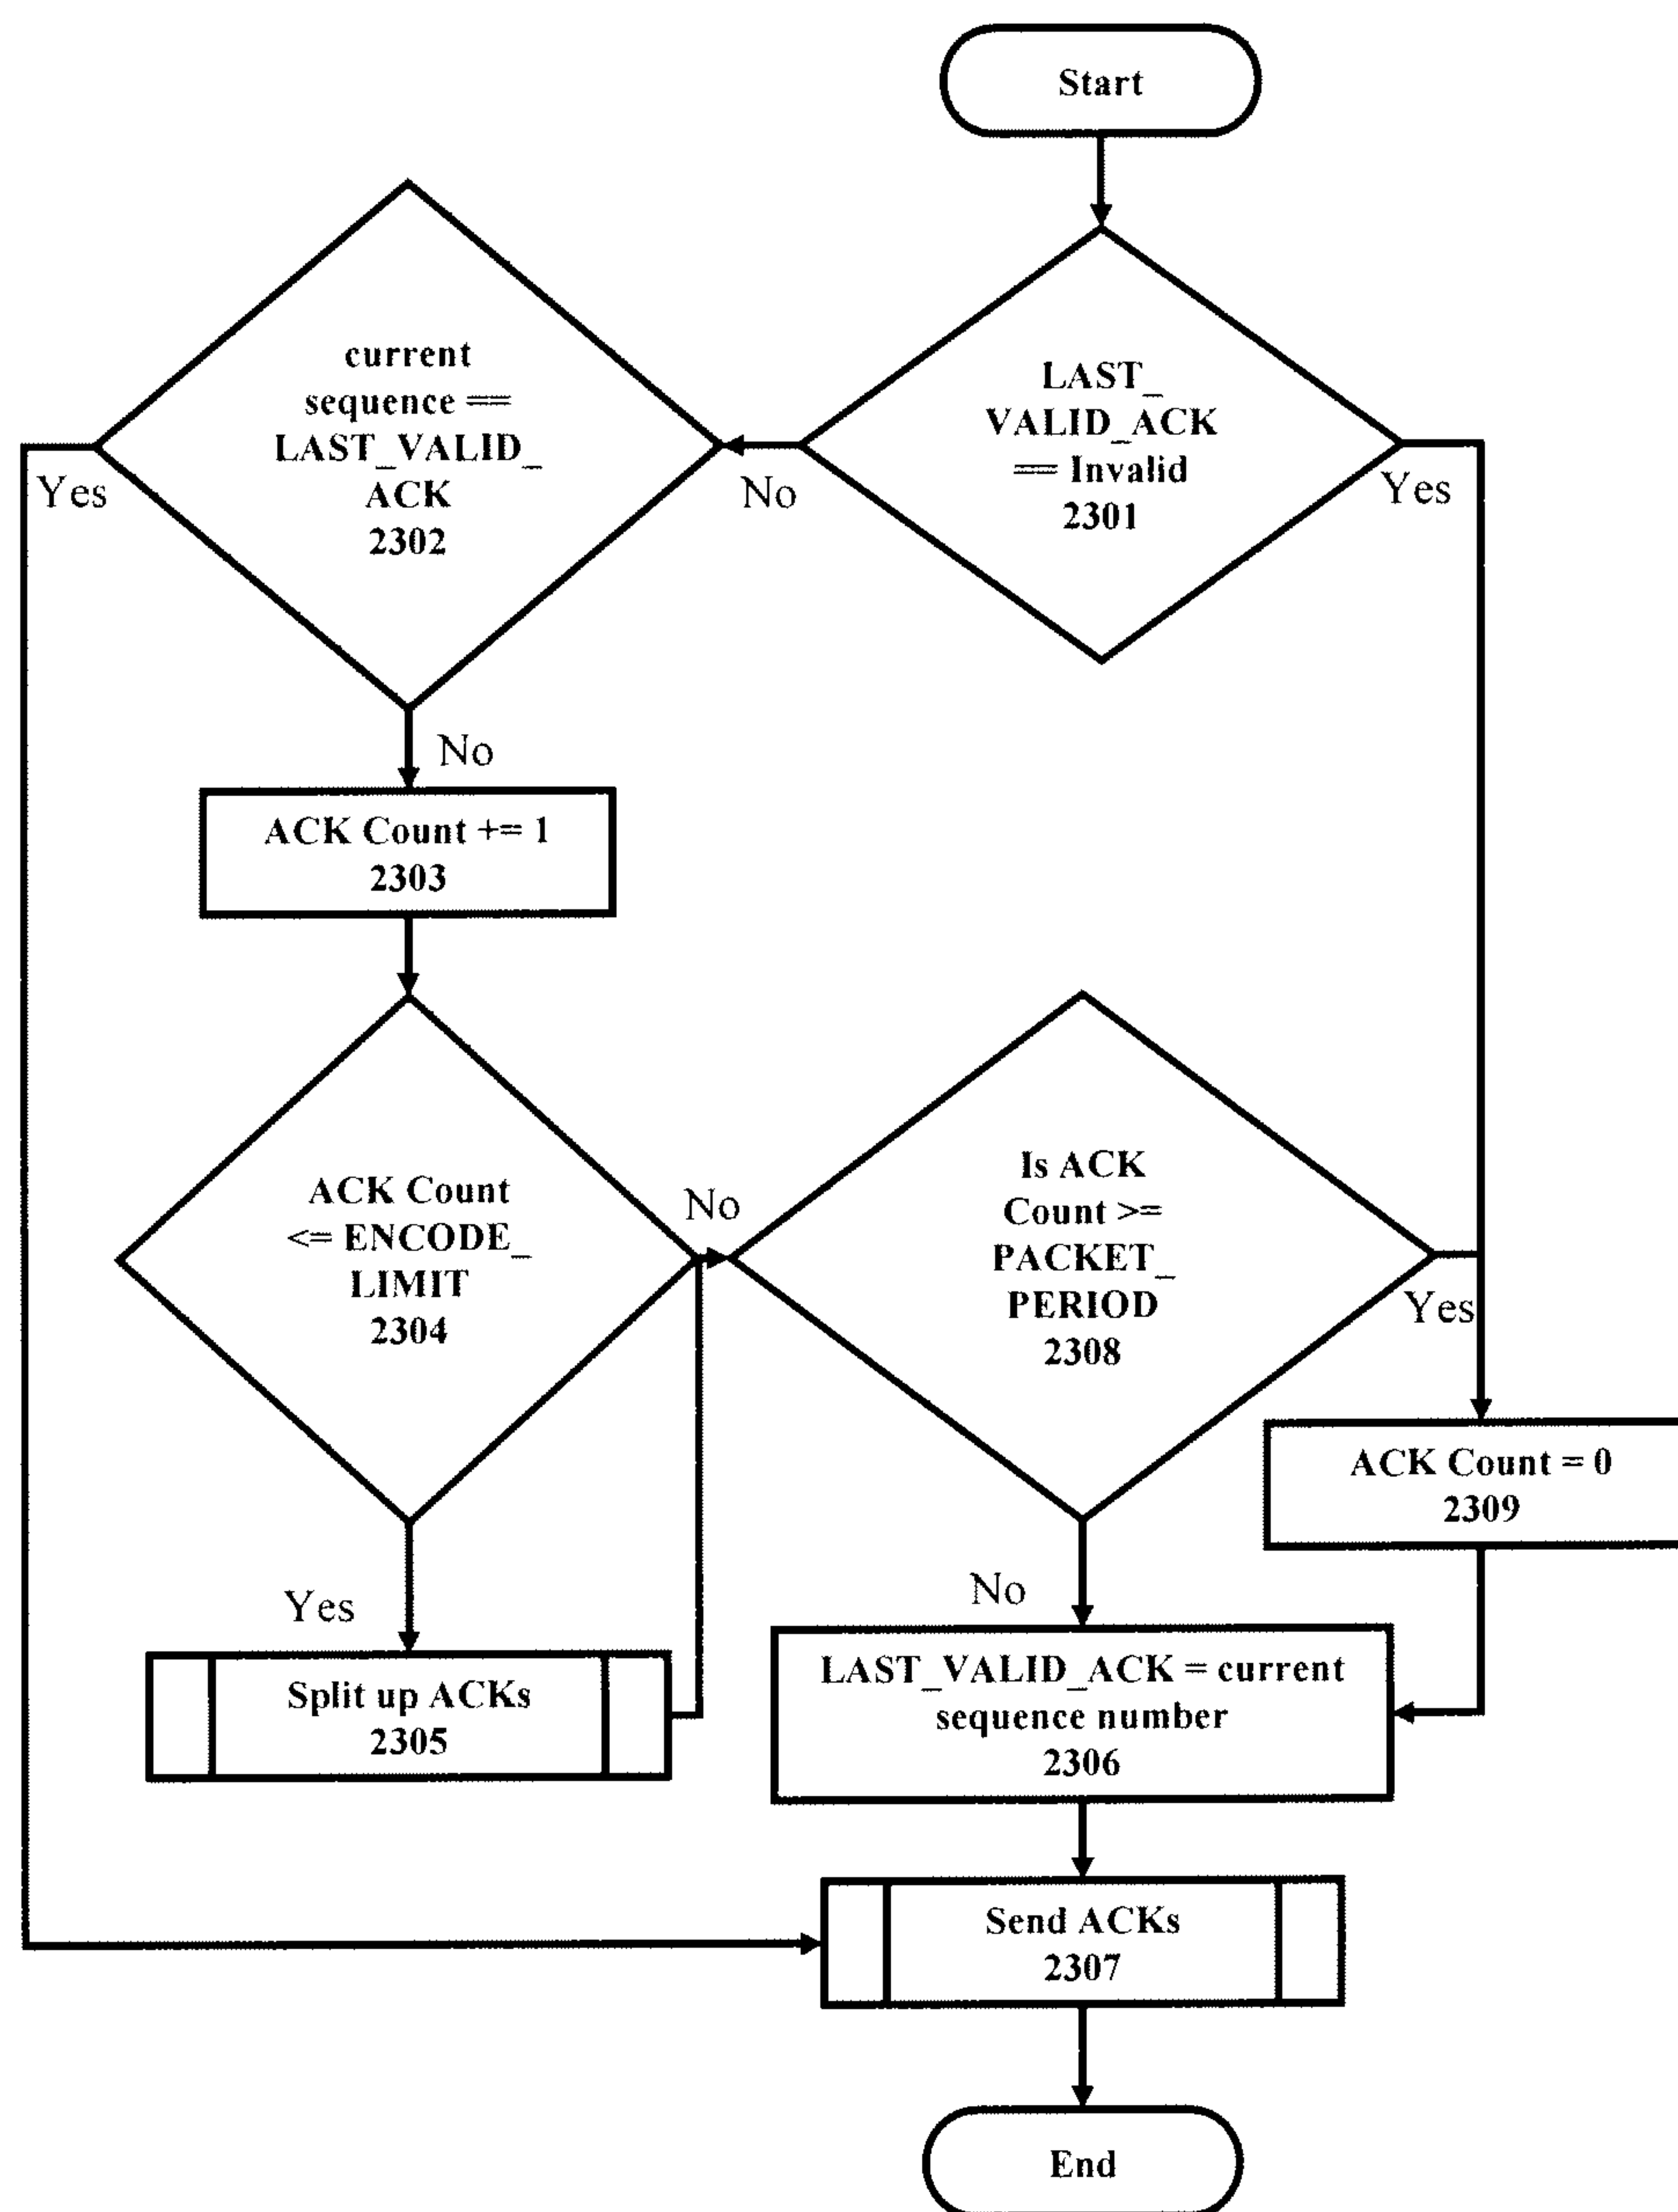 Start
LAST_
VALID_ACK
== Invalid
2301
Yes
No
current
sequence ==
LAST_VALID_
ACK
2302
Yes
No
ACK Count += 1
2303
ACK Count
<= ENCODE_
LIMIT
2304
No
Yes
Split up ACKs
2305
Is ACK
Count >=
PACKET_
PERIOD
2308
Yes
No
ACK Count = 0
2309
LAST_VALID_ACK = current
sequence number
2306
Send ACKs
2307
End